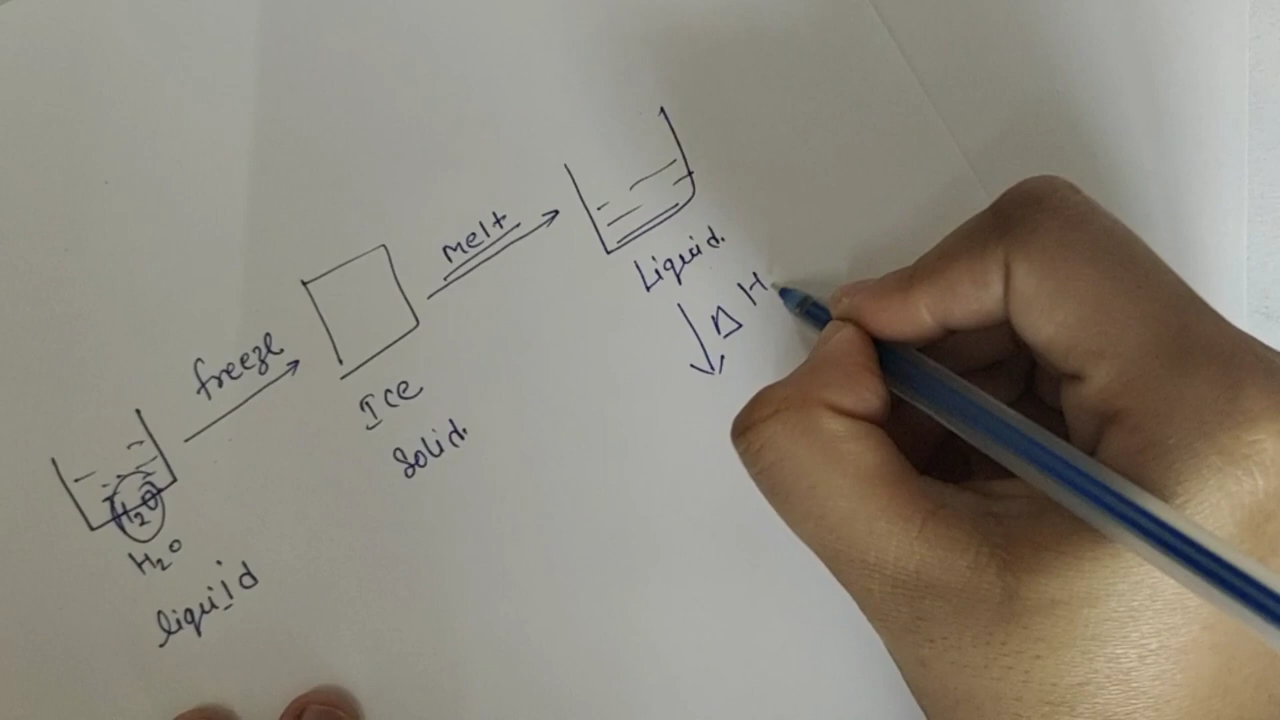 H₂O
H₂O
liquid
freeze
Ice
Solid.
melt
Liquid.
Δ H